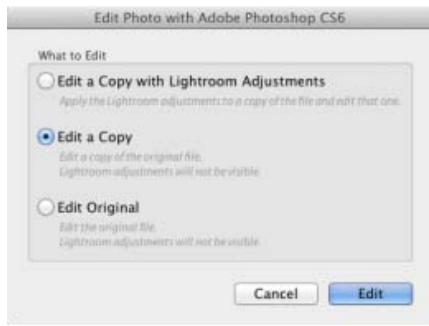 Edit Photo with Adobe Photoshop CS6
What to Edit
Edit a Copy with Lightroom Adjustments
Apply the Lightroom adjustments to a copy of the file and edit that one.
Edit a Copy
Edit a copy of the original file.
Lightroom adjustments will not be visible.
Edit Original
Edit the original file.
Lightroom adjustments will not be visible.
Cancel
Edit